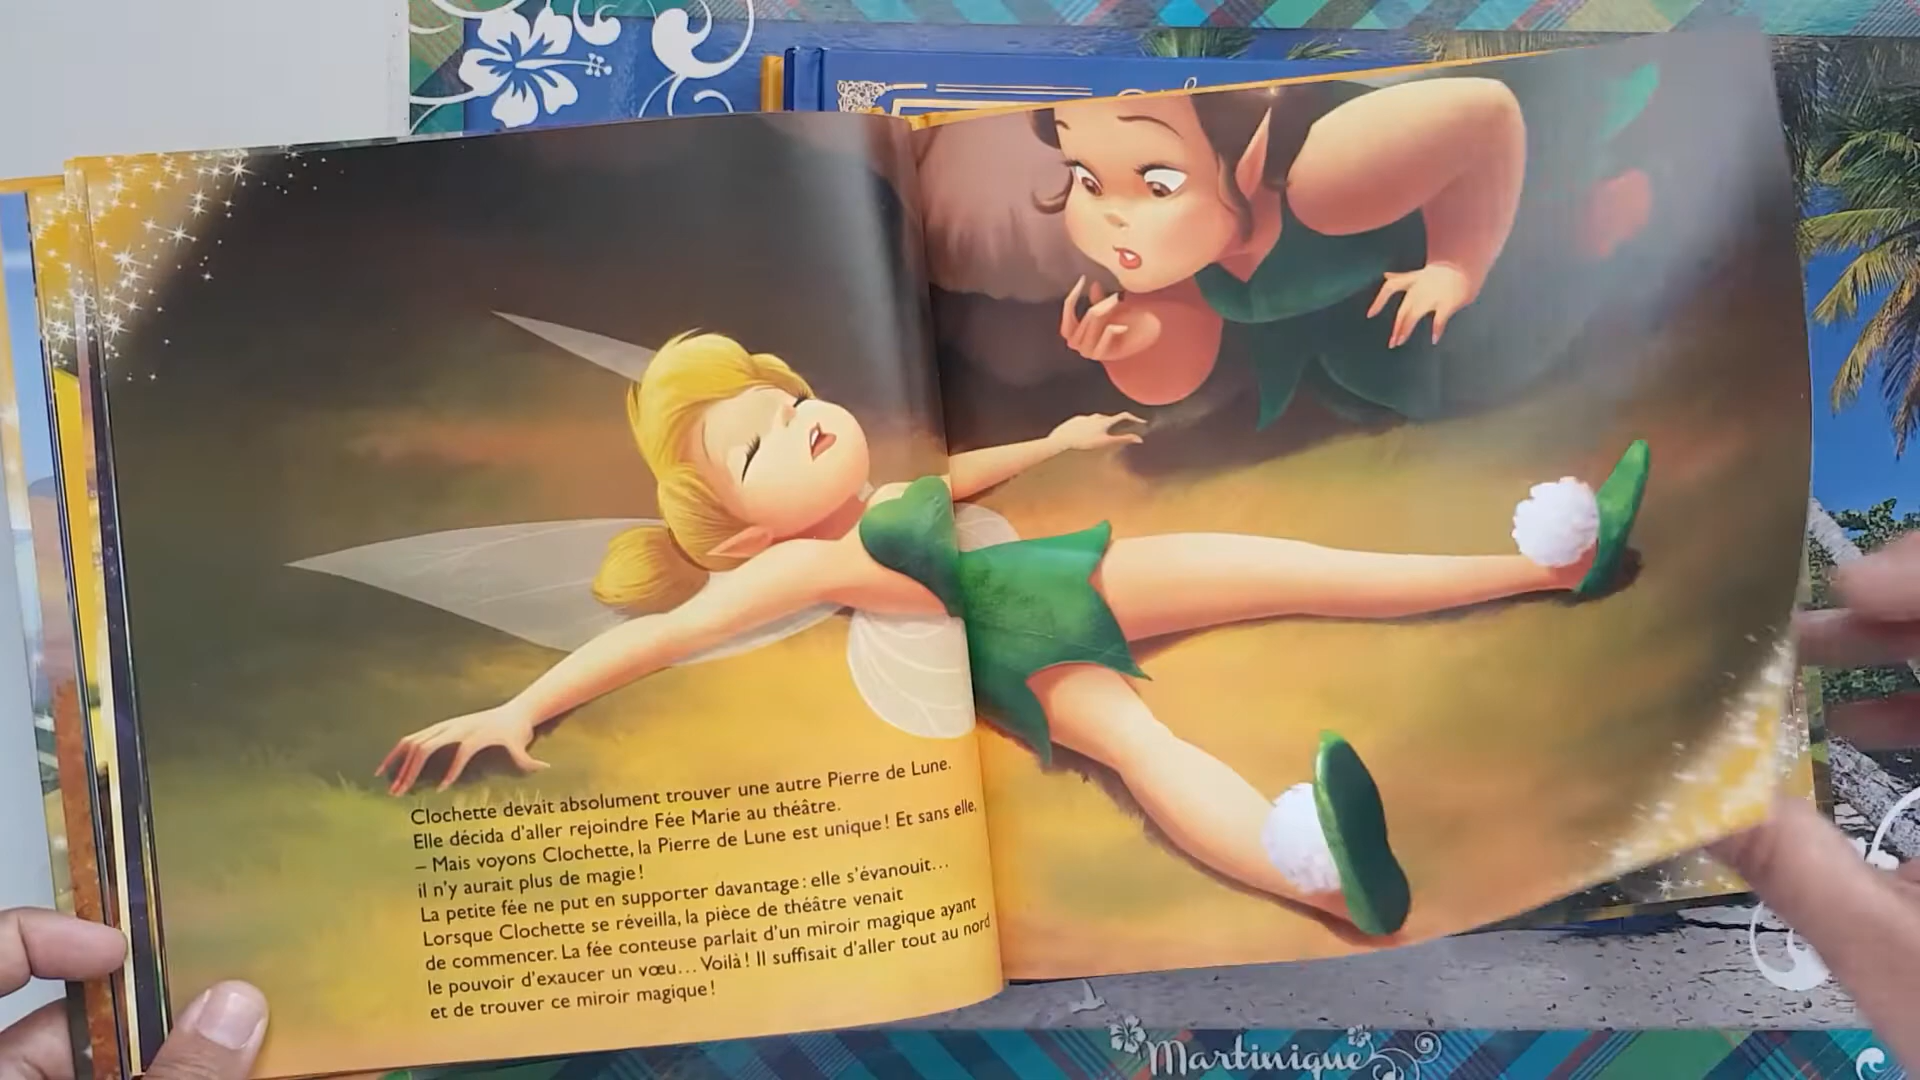 Clochette devait absolument trouver une autre Pierre de Lune.
Elle décida d'aller rejoindre Fée Marie au théâtre.
– Mais voyons Clochette, la Pierre de Lune est unique ! Et sans elle,
il n'y aurait plus de magie !
La petite fée ne put en supporter davantage : elle s'évanouit…
Lorsque Clochette se réveilla, la pièce de théâtre venait
de commencer. La fée conteuse parlait d'un miroir magique ayant
le pouvoir d'exaucer un vœu… Voilà ! Il suffisait d'aller tout au nord
et de trouver ce miroir magique !
Martinique